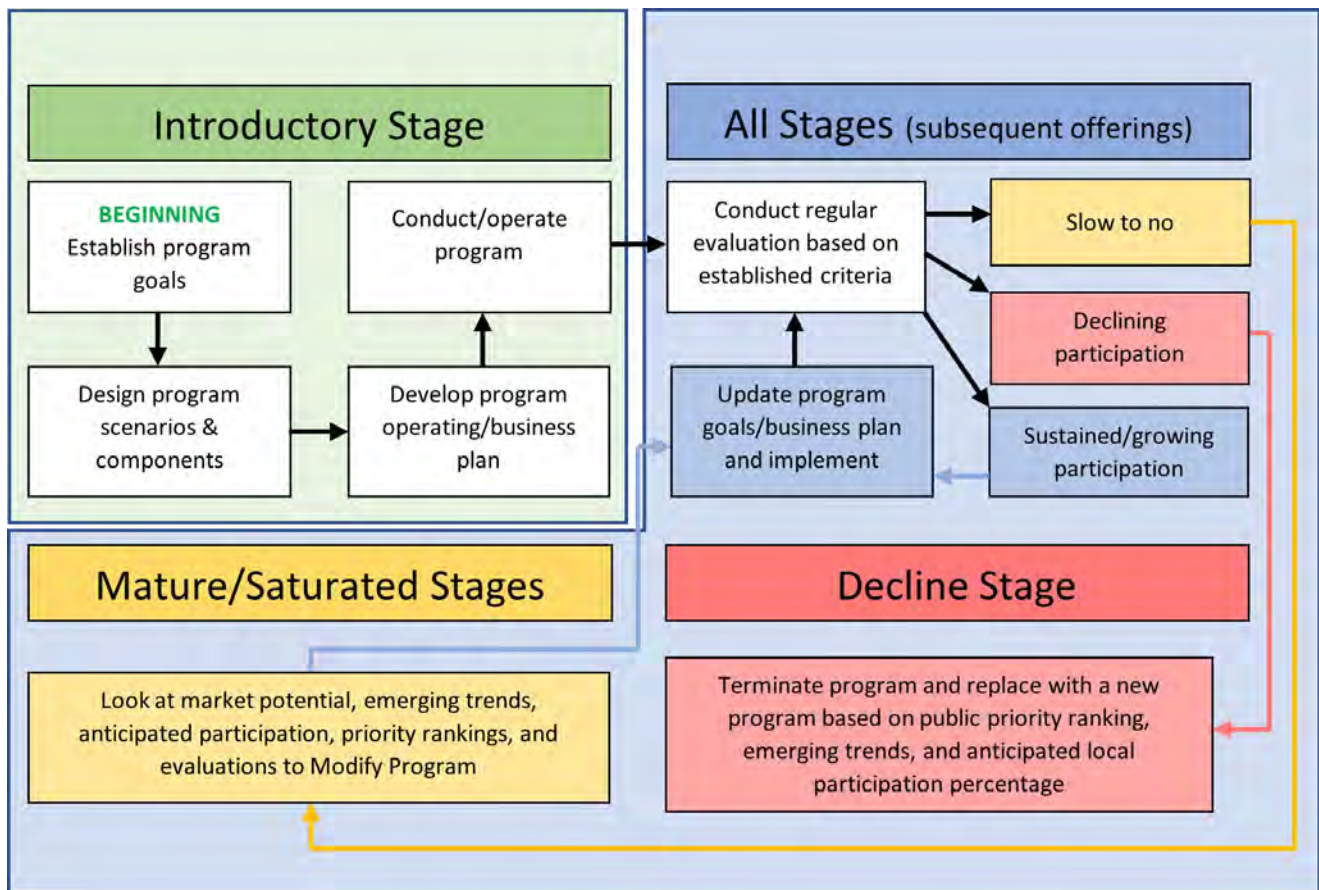 Introductory Stage
BEGINNING
Establish program
goals
Design program
scenarios &
components
Develop program
operating/business
plan
Conduct/operate
program
All Stages (subsequent offerings)
Conduct regular
evaluation based on
established criteria
Slow to no
Declining
participation
Sustained/growing
participation
Update program
goals/business plan
and implement
Mature/Saturated Stages
Look at market potential, emerging trends,
anticipated participation, priority rankings, and
evaluations to Modify Program
Decline Stage
Terminate program and replace with a new
program based on public priority ranking,
emerging trends, and anticipated local
participation percentage